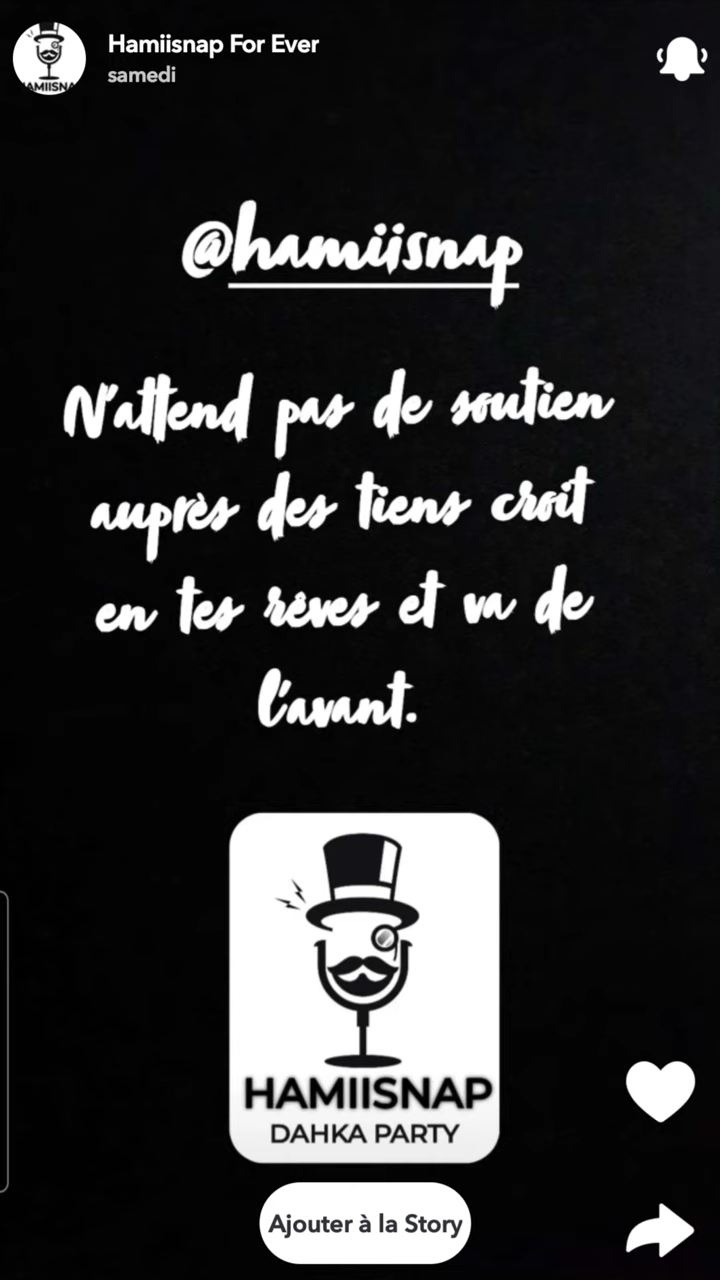 Hamiisnap For Ever
samedi
@hamiisnap
N'attend pas de soutien
auprès des tiens croit
en tes rêves et va de
l'avant.
HAMIISNAP
DAHKA PARTY
Ajouter à la Story